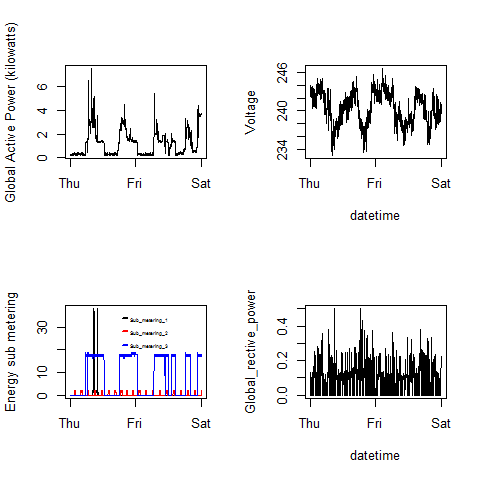 Global Active Power (kilowatts)
0 2 4 6
Thu Fri Sat
Voltage
234 240 246
Thu Fri Sat
datetime
Energy sub metering
0 10 30
Sub_metering_1
Sub_metering_2
Sub_metering_3
Thu Fri Sat
Global_rective_power
0.0 0.2 0.4
Thu Fri Sat
datetime